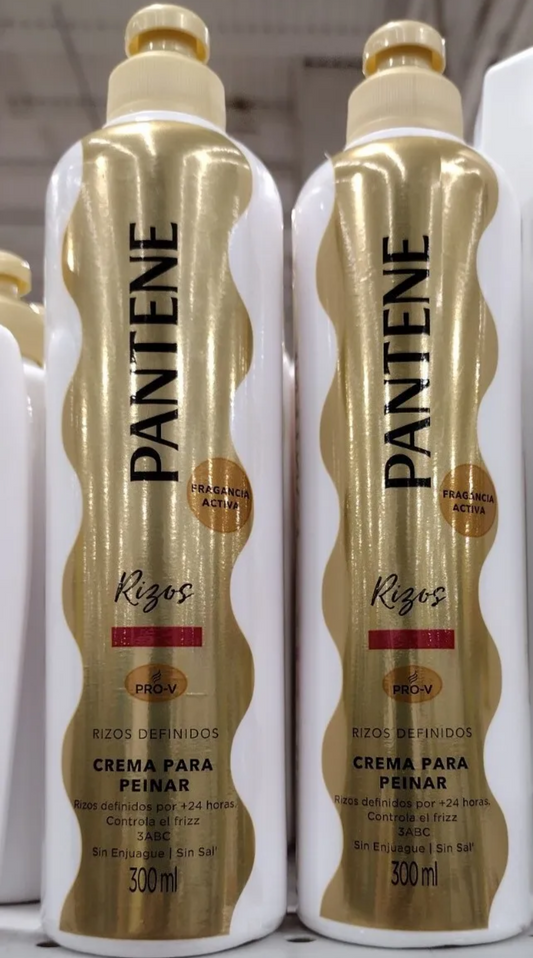 PANTENE
FRAGANCIA
ACTIVA
Rizos
PRO-V
RIZOS DEFINIDOS
CREMA PARA
PEINAR
Rizos definidos por +24 horas.
Controla el frizz
3ABC
Sin Enjuague | Sin Sal¹
300 ml
PANTENE
FRAGANCIA
ACTIVA
Rizos
PRO-V
RIZOS DEFINIDOS
CREMA PARA
PEINAR
Rizos definidos por +24 horas.
Controla el frizz
3ABC
Sin Enjuague | Sin Sal¹
300 ml